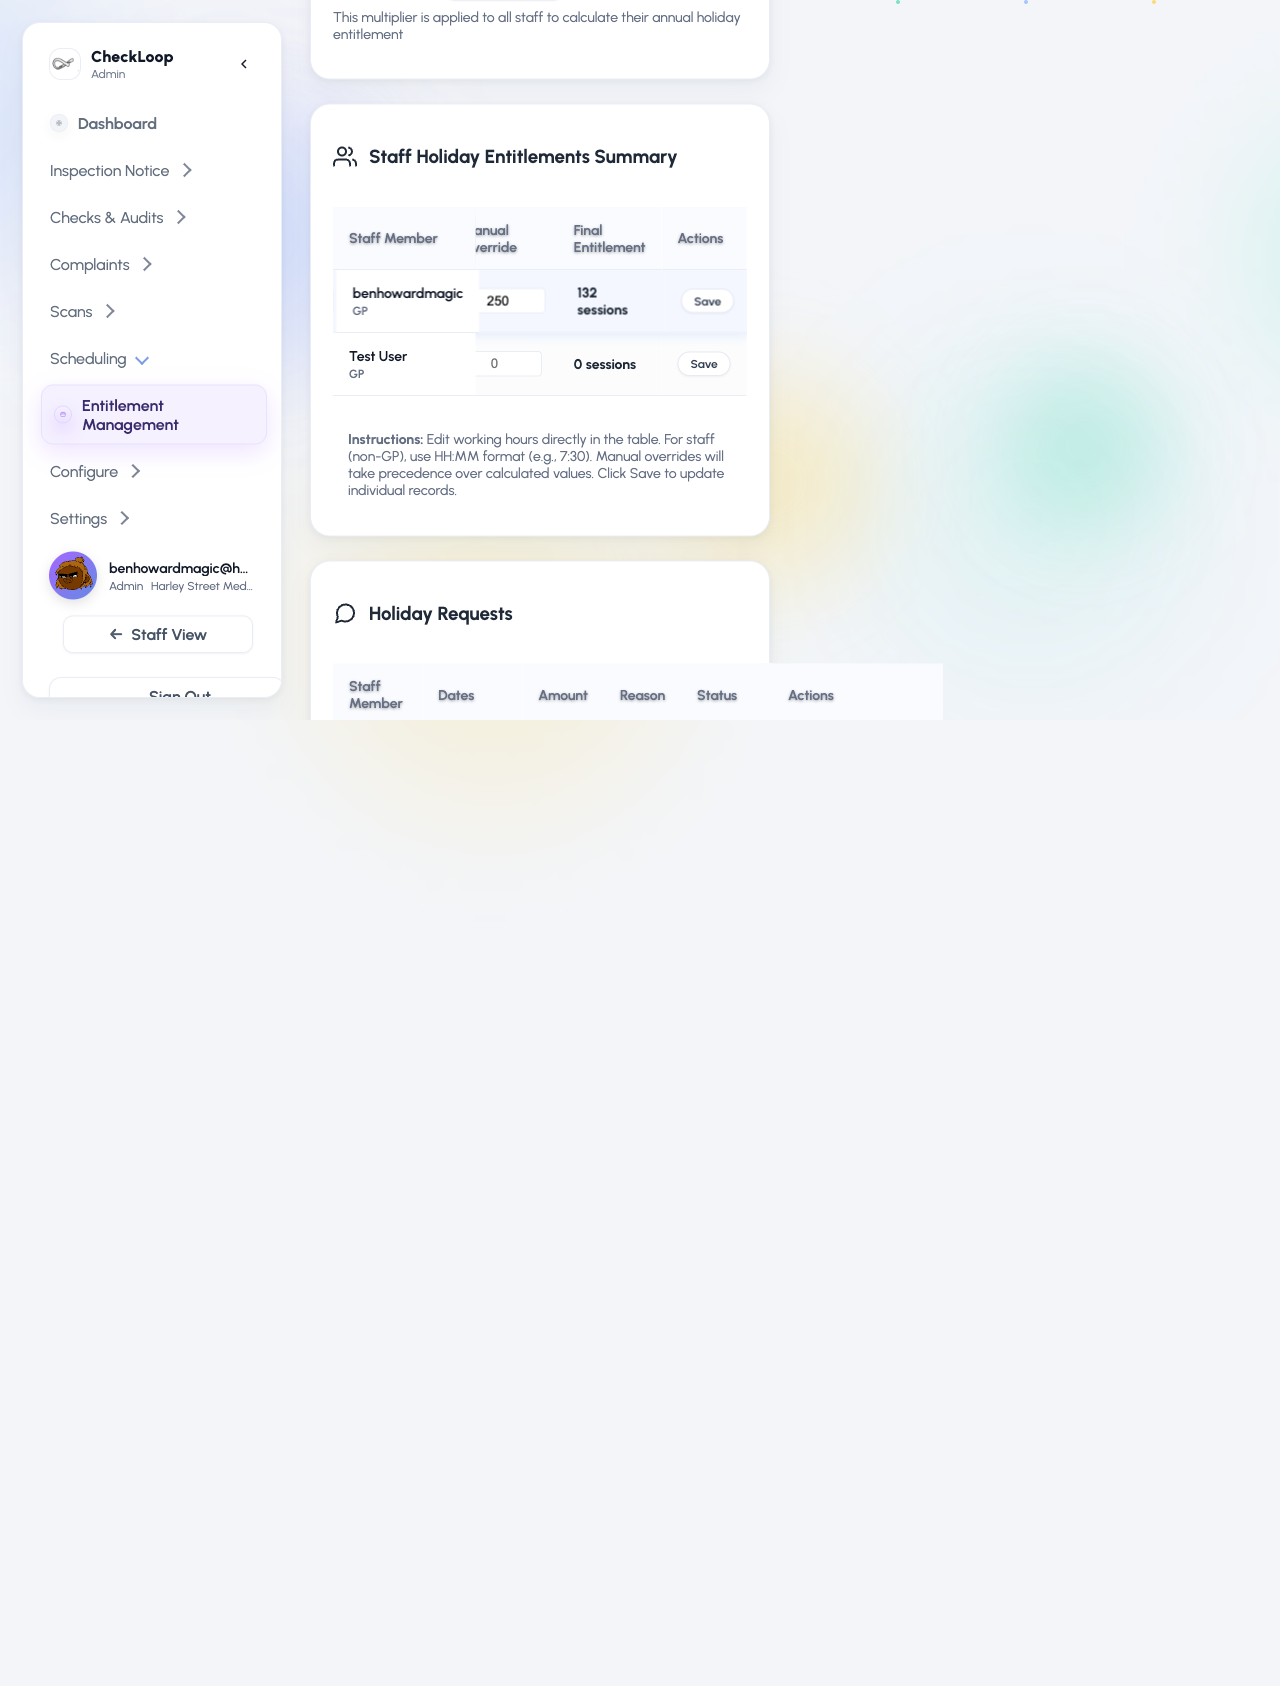 CheckLoop
Admin
Dashboard
Inspection Notice
Checks & Audits
Complaints
Scans
Scheduling
Entitlement
Management
Configure
Settings
benhowardmagic@h...
Admin Harley Street Med...
Staff View
Sign Out
This multiplier is applied to all staff to calculate their annual holiday
entitlement
Staff Holiday Entitlements Summary
Staff Member
anual
verride
Final
Entitlement
Actions
benhowardmagic
GP
250
132
sessions
Save
Test User
GP
0
0 sessions
Save
Instructions: Edit working hours directly in the table. For staff
(non-GP), use HH:MM format (e.g., 7:30). Manual overrides will
take precedence over calculated values. Click Save to update
individual records.
Holiday Requests
Staff
Member
Dates
Amount
Reason
Status
Actions